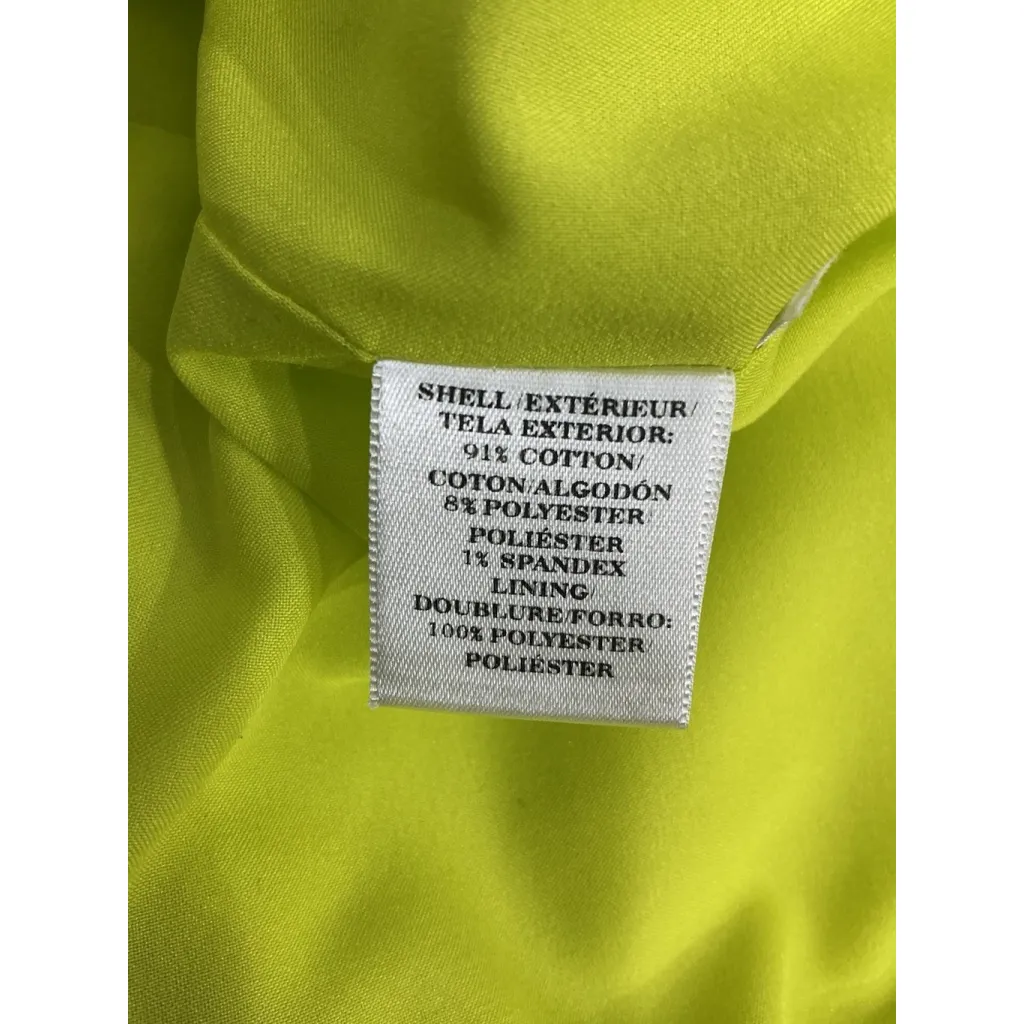 SHELL/EXTÉRIEUR/
TELA EXTERIOR:
91% COTTON/
COTON/ALGODÓN
8% POLYESTER/
POLIÉSTER
1% SPANDEX
LINING/
DOUBLURE/FORRO:
100% POLYESTER
POLIÉSTER